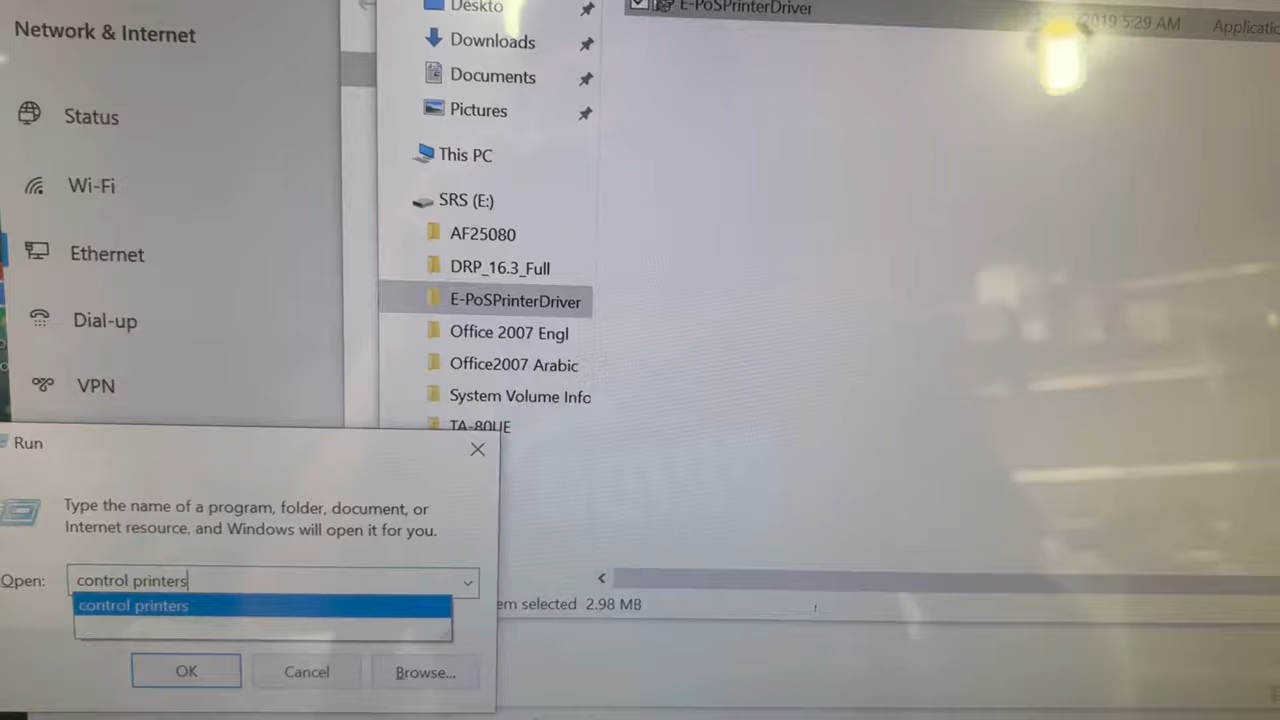 Network & Internet
Status
Wi-Fi
Ethernet
Dial-up
VPN
Deskto
Downloads
Documents
Pictures
This PC
SRS (E:)
AF25080
DRP_16.3_Full
E-PoSPrinterDriver
Office 2007 Engl
Office2007 Arabic
System Volume Info
TA-80UE
E-PoSPrinterDriver
2019 5:29 AM
Applicatio
em selected 2.98 MB
Run
Type the name of a program, folder, document, or
Internet resource, and Windows will open it for you.
Open:
control printers
control printers
OK
Cancel
Browse...